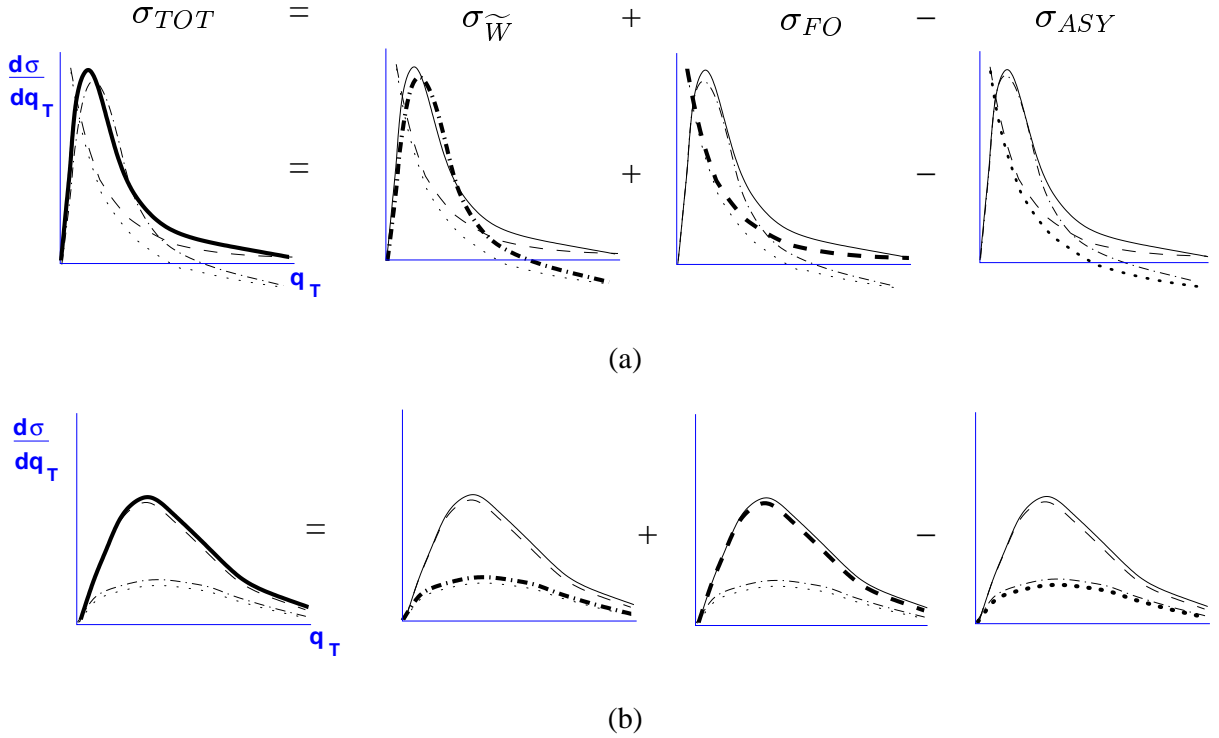 σ_TOT = σ_W̃ + σ_FO − σ_ASY
dσ
dq_T
= + −
q_T
(a)
dσ
dq_T
= + −
q_T
(b)